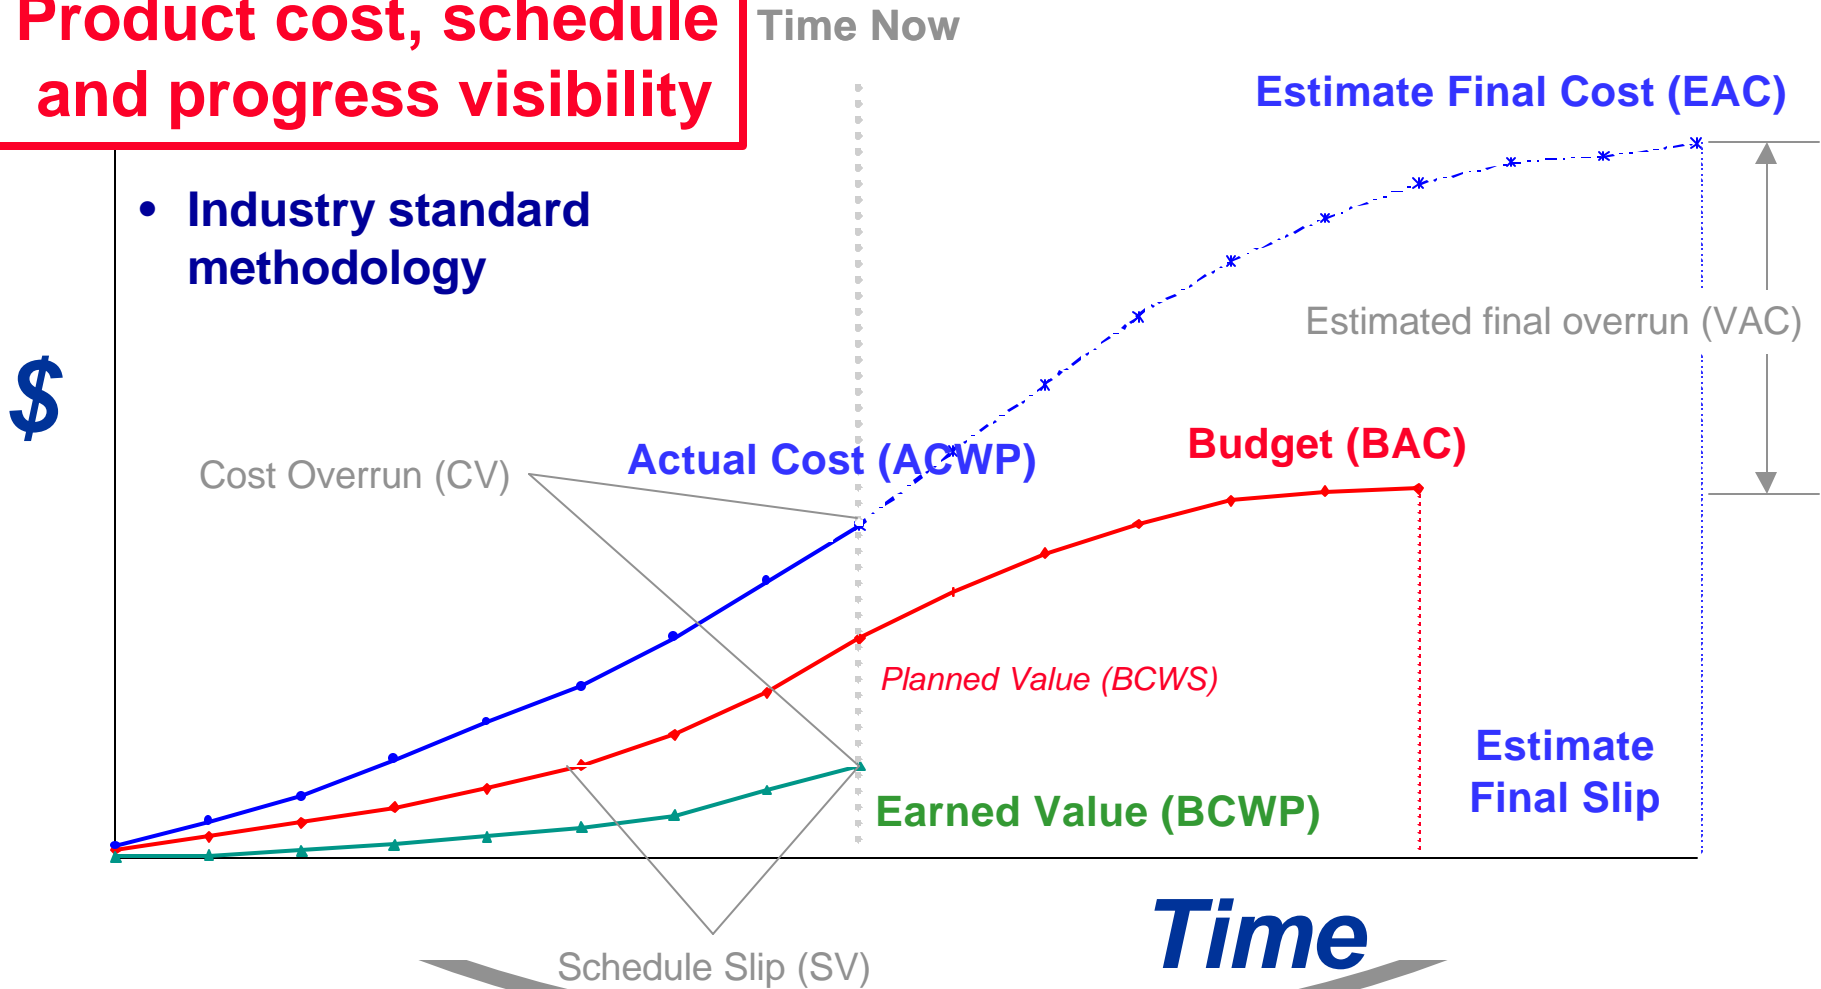 Product cost, schedule
and progress visibility
Time Now
Estimate Final Cost (EAC)
• Industry standard
methodology
Estimated final overrun (VAC)
$
Actual Cost (ACWP)
Budget (BAC)
Cost Overrun (CV)
Planned Value (BCWS)
Estimate
Final Slip
Earned Value (BCWP)
Time
Schedule Slip (SV)